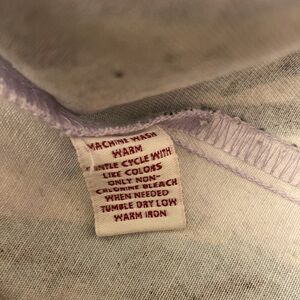 MACHINE WASH
WARM
GENTLE CYCLE WITH
LIKE COLORS
ONLY NON-
CHLORINE BLEACH
WHEN NEEDED
TUMBLE DRY LOW
WARM IRON